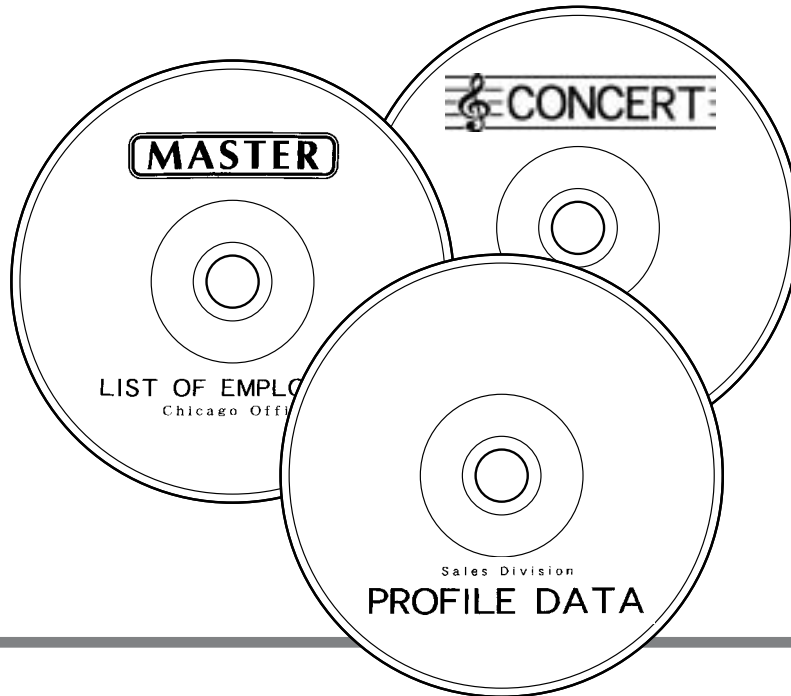 CONCERT
MASTER
LIST OF EMPLO
Chicago Offi
Sales Division
PROFILE DATA